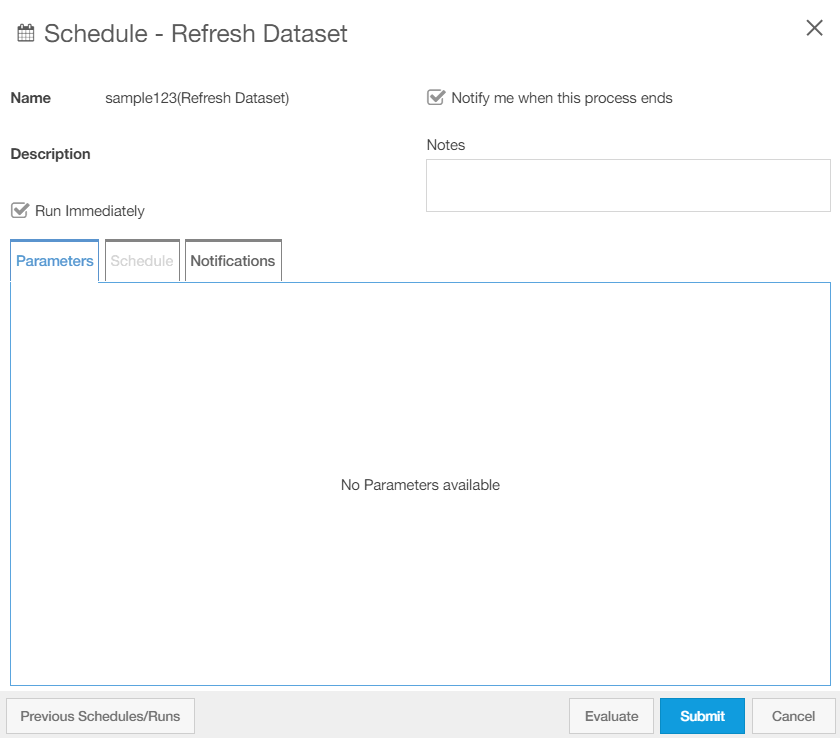 Schedule - Refresh Dataset
Name sample123(Refresh Dataset)
Notify me when this process ends
Description
Notes
Run Immediately
Parameters Schedule Notifications
No Parameters available
Previous Schedules/Runs Evaluate Submit Cancel